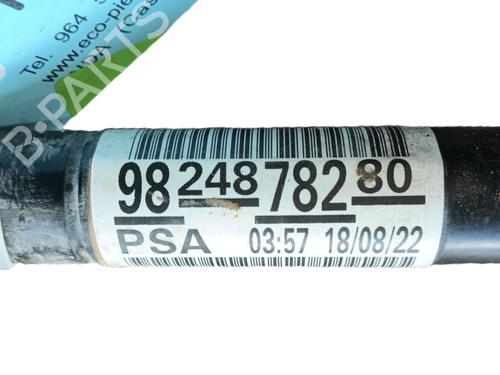 Tel. 964
www.eco-pie
B-PARTS
98 248 782 80
PSA 03:57 18/08/22